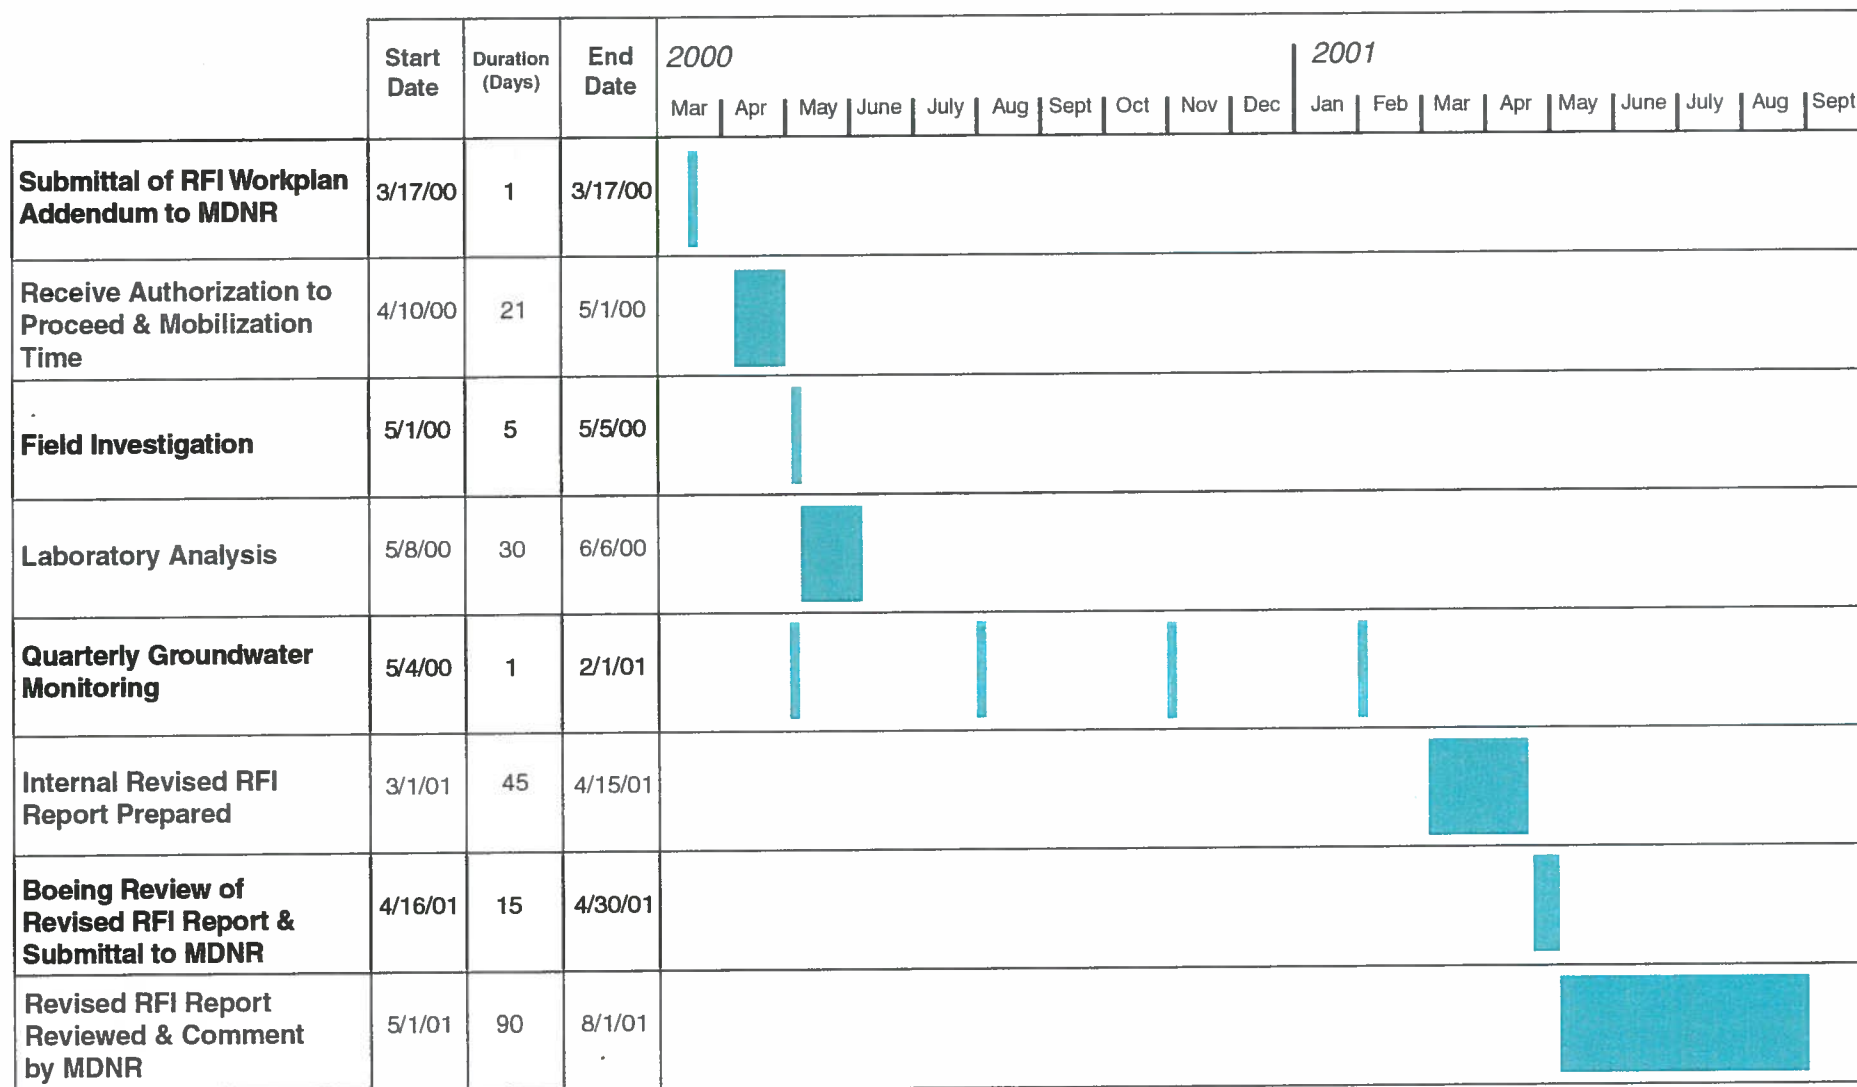 Start Date
Duration (Days)
End Date
2000
2001
Mar Apr May June July Aug Sept Oct Nov Dec Jan Feb Mar Apr May June July Aug Sept
Submittal of RFI Workplan
Addendum to MDNR
3/17/00 1 3/17/00
Receive Authorization to
Proceed & Mobilization
Time
4/10/00 21 5/1/00
Field Investigation
5/1/00 5 5/5/00
Laboratory Analysis
5/8/00 30 6/6/00
Quarterly Groundwater
Monitoring
5/4/00 1 2/1/01
Internal Revised RFI
Report Prepared
3/1/01 45 4/15/01
Boeing Review of
Revised RFI Report &
Submittal to MDNR
4/16/01 15 4/30/01
Revised RFI Report
Reviewed & Comment
by MDNR
5/1/01 90 8/1/01